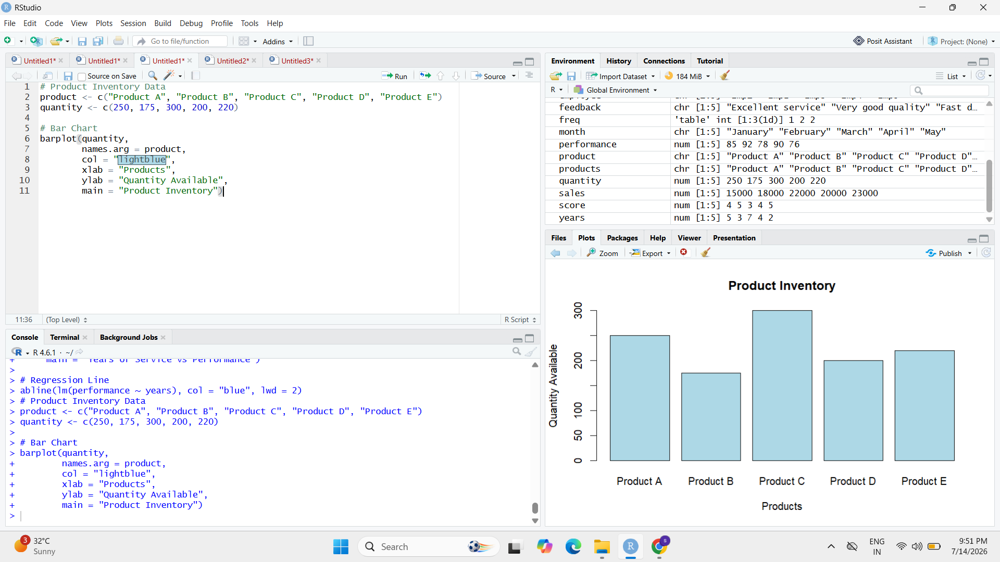 RStudio
File Edit Code View Plots Session Build Debug Profile Tools Help
Go to file/function Addins Posit Assistant Project: (None)
Untitled1* Untitled1* Untitled1* Untitled2* Untitled3*
Source on Save Run Source
1 # Product Inventory Data
2 product <- c("Product A", "Product B", "Product C", "Product D", "Product E")
3 quantity <- c(250, 175, 300, 200, 220)
4
5 # Bar Chart
6 barplot(quantity,
7 names.arg = product,
8 col = "lightblue",
9 xlab = "Products",
10 ylab = "Quantity Available",
11 main = "Product Inventory")
11:36 (Top Level) R Script
Console Terminal Background Jobs
R 4.6.1 · ~/
+ main = "Years of Service vs Performance")
>
> # Regression Line
> abline(lm(performance ~ years), col = "blue", lwd = 2)
> # Product Inventory Data
> product <- c("Product A", "Product B", "Product C", "Product D", "Product E")
> quantity <- c(250, 175, 300, 200, 220)
>
> # Bar Chart
> barplot(quantity,
+ names.arg = product,
+ col = "lightblue",
+ xlab = "Products",
+ ylab = "Quantity Available",
+ main = "Product Inventory")
>
Environment History Connections Tutorial
Import Dataset 184 MiB List
R Global Environment
feedback chr [1:5] "Excellent service" "Very good quality" "Fast d…
freq 'table' int [1:3(1d)] 1 2 2
month chr [1:5] "January" "February" "March" "April" "May"
performance num [1:5] 85 92 78 90 76
product chr [1:5] "Product A" "Product B" "Product C" "Product D"…
products chr [1:5] "Product A" "Product B" "Product C" "Product D"…
quantity num [1:5] 250 175 300 200 220
sales num [1:5] 15000 18000 22000 20000 23000
score num [1:5] 4 5 3 4 5
years num [1:5] 5 3 7 4 2
Files Plots Packages Help Viewer Presentation
Zoom Export Publish
Product Inventory
Quantity Available
300
200
100
50
0
Product A Product B Product C Product D Product E
Products
3
32°C
Sunny
Search
ENG
IN
9:51 PM
7/14/2026